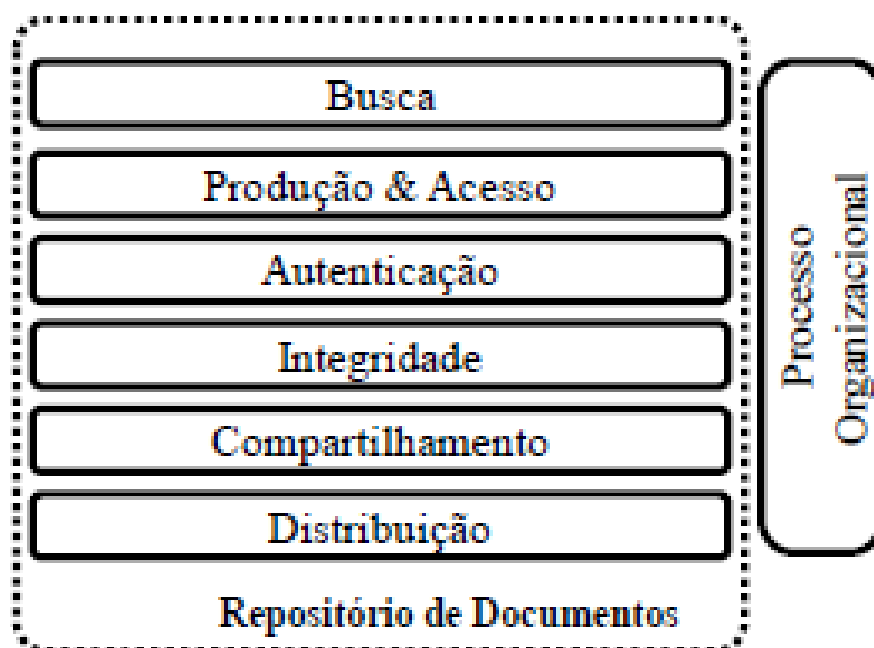 Busca
Produção & Acesso
Autenticação
Integridade
Compartilhamento
Distribuição
Repositório de Documentos
Processo
Organizacional